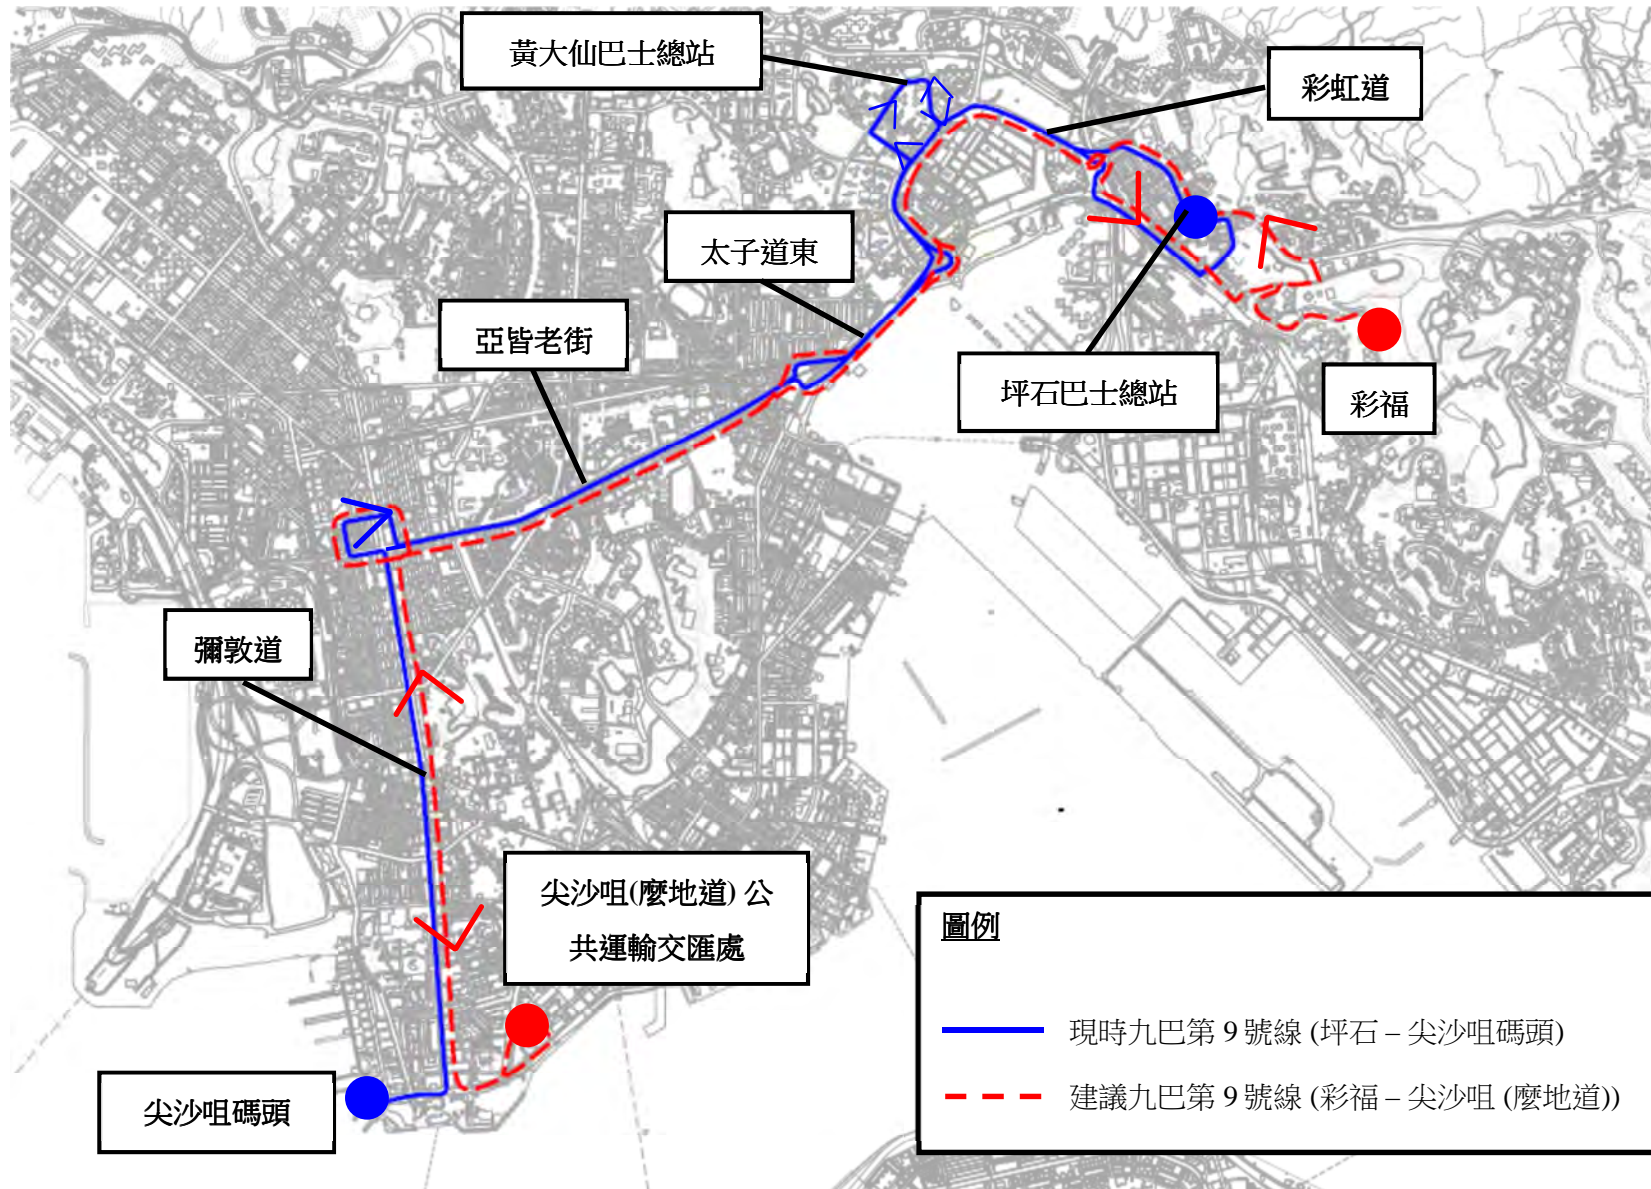 黃大仙巴士總站
彩虹道
太子道東
亞皆老街
坪石巴士總站
彩福
彌敦道
尖沙咀(麼地道) 公
共運輸交匯處
尖沙咀碼頭
圖例
現時九巴第 9 號線 (坪石 – 尖沙咀碼頭)
建議九巴第 9 號線 (彩福 – 尖沙咀 (麼地道))